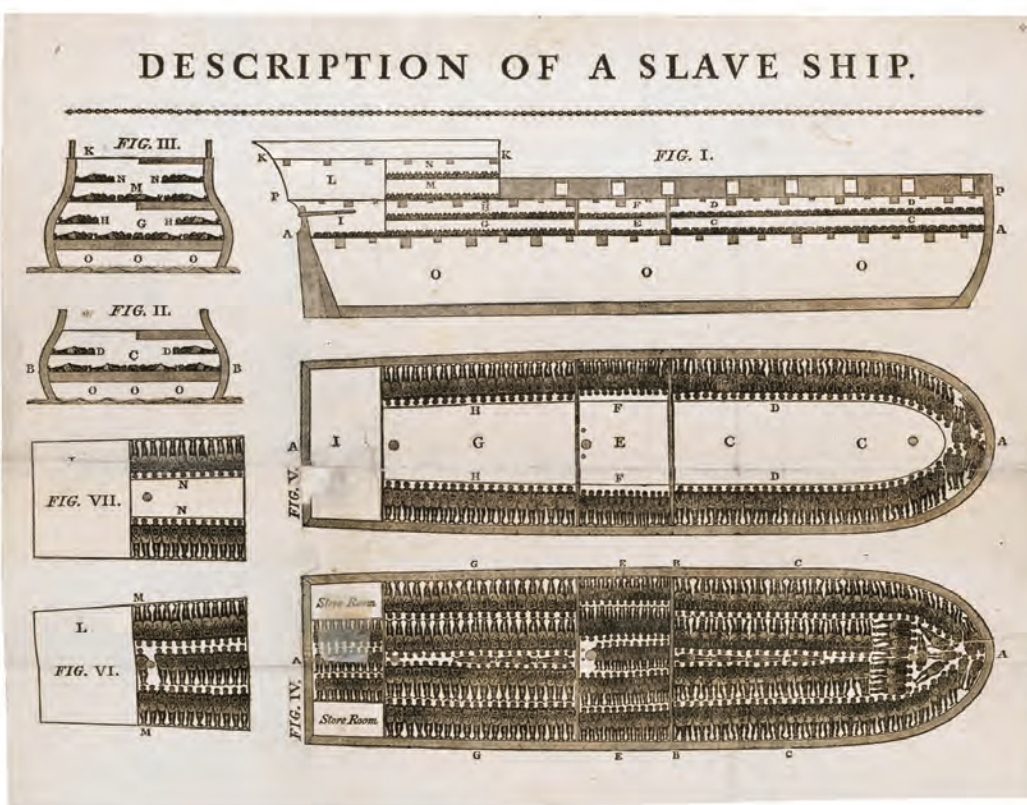 DESCRIPTION OF A SLAVE SHIP.
FIG. III.
K
N N
M
H H
G
O O O
FIG. I.
K K
N
L
M
P P
H F D D
I
G E C C
A A
O O O
FIG. II.
D D
C
B B
O O O
FIG. V.
A A
H F D
I G E C C
H F D
FIG. VII.
N
N
FIG. VI.
M
L
M
FIG. IV.
G E B C
Store Room
A A
Store Room
G E B C